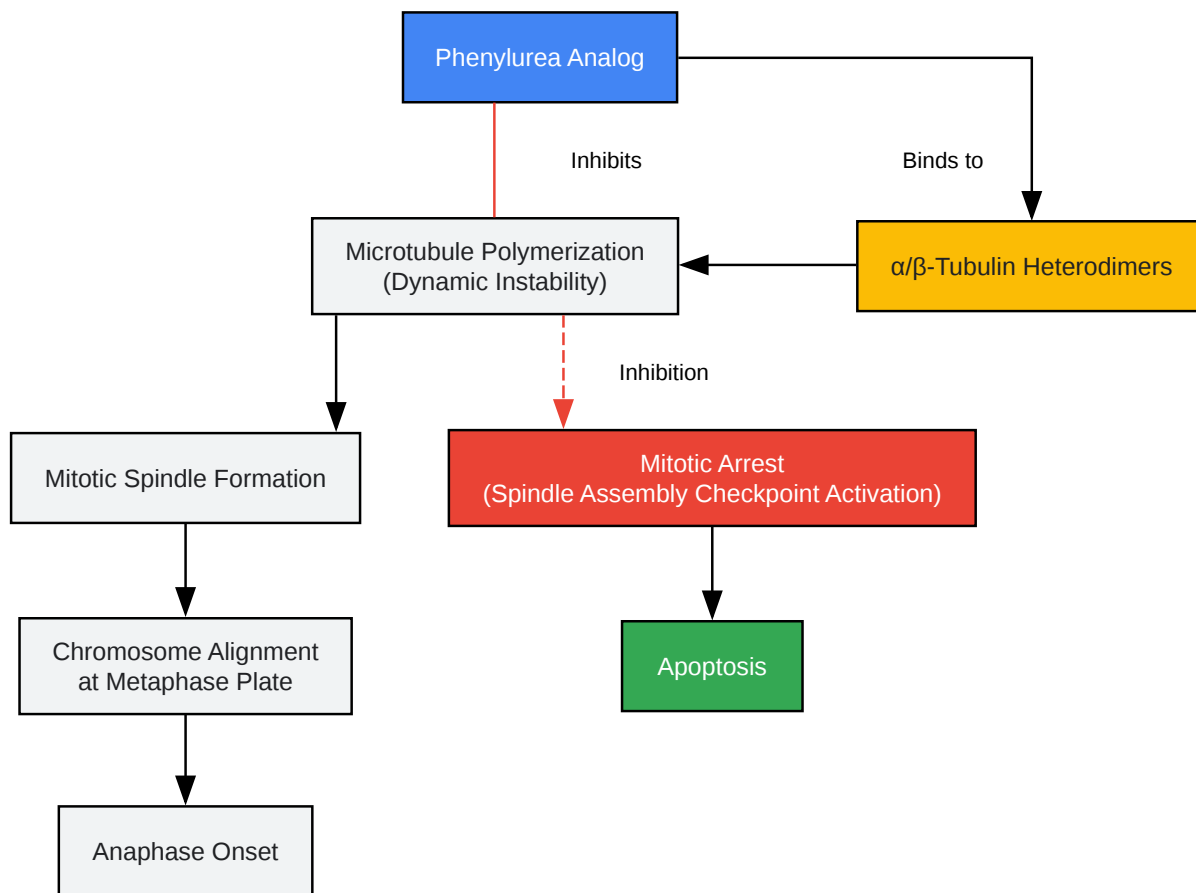 Phenylurea Analog
Inhibits
Binds to
Microtubule Polymerization
(Dynamic Instability)
α/β-Tubulin Heterodimers
Inhibition
Mitotic Spindle Formation
Mitotic Arrest
(Spindle Assembly Checkpoint Activation)
Chromosome Alignment
at Metaphase Plate
Apoptosis
Anaphase Onset